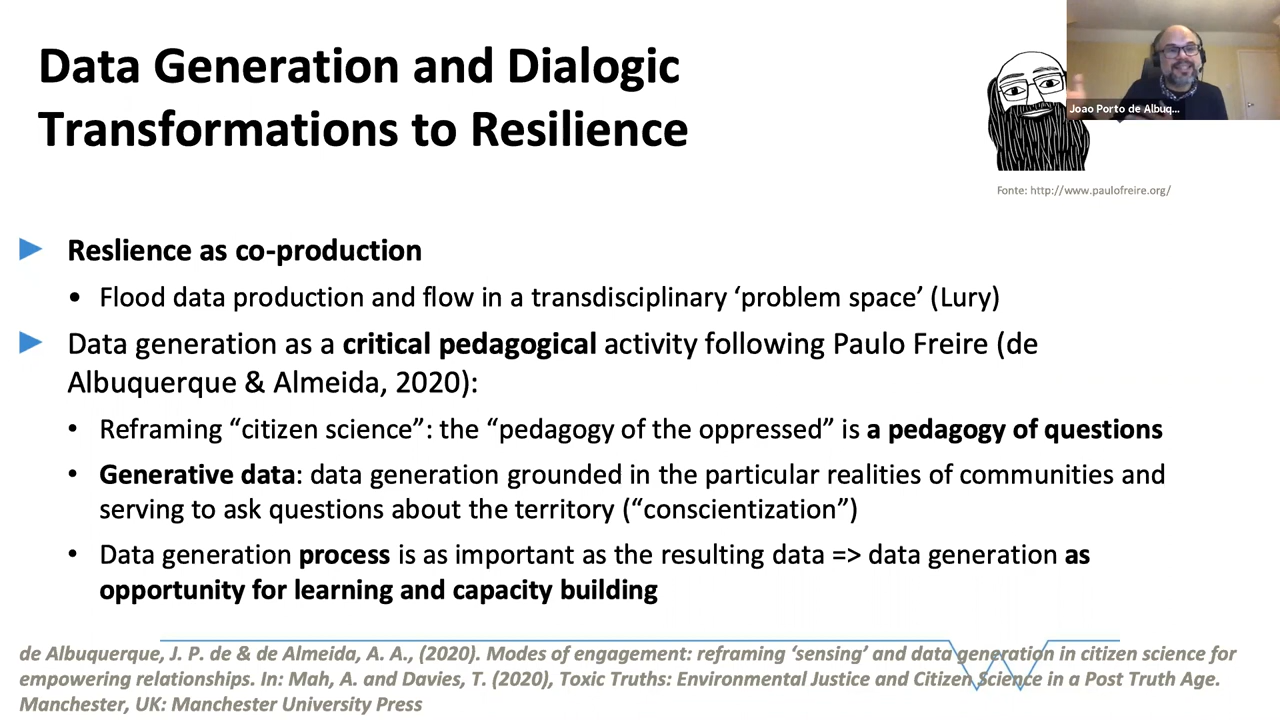 Data Generation and Dialogic
Transformations to Resilience
Joao Porto de Albuq...
Fonte: http://www.paulofreire.org/
Reslience as co-production
• Flood data production and flow in a transdisciplinary ‘problem space’ (Lury)
Data generation as a critical pedagogical activity following Paulo Freire (de
Albuquerque & Almeida, 2020):
• Reframing “citizen science”: the “pedagogy of the oppressed” is a pedagogy of questions
• Generative data: data generation grounded in the particular realities of communities and
serving to ask questions about the territory (“conscientization”)
• Data generation process is as important as the resulting data => data generation as
opportunity for learning and capacity building
de Albuquerque, J. P. de & de Almeida, A. A., (2020). Modes of engagement: reframing ‘sensing’ and data generation in citizen science for
empowering relationships. In: Mah, A. and Davies, T. (2020), Toxic Truths: Environmental Justice and Citizen Science in a Post Truth Age.
Manchester, UK: Manchester University Press